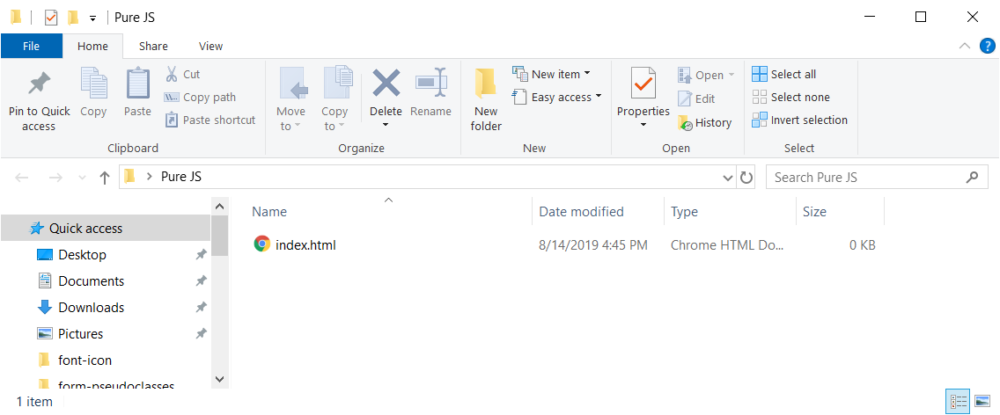 Pure JS
File Home Share View
Pin to Quick access
Copy
Paste
Cut
Copy path
Paste shortcut
Clipboard
Move to
Copy to
Delete
Rename
Organize
New folder
New item
Easy access
New
Properties
Open
Edit
History
Open
Select all
Select none
Invert selection
Select
Pure JS
Search Pure JS
Name Date modified Type Size
index.html 8/14/2019 4:45 PM Chrome HTML Do... 0 KB
Quick access
Desktop
Documents
Downloads
Pictures
font-icon
form-pseudoclasses
1 item